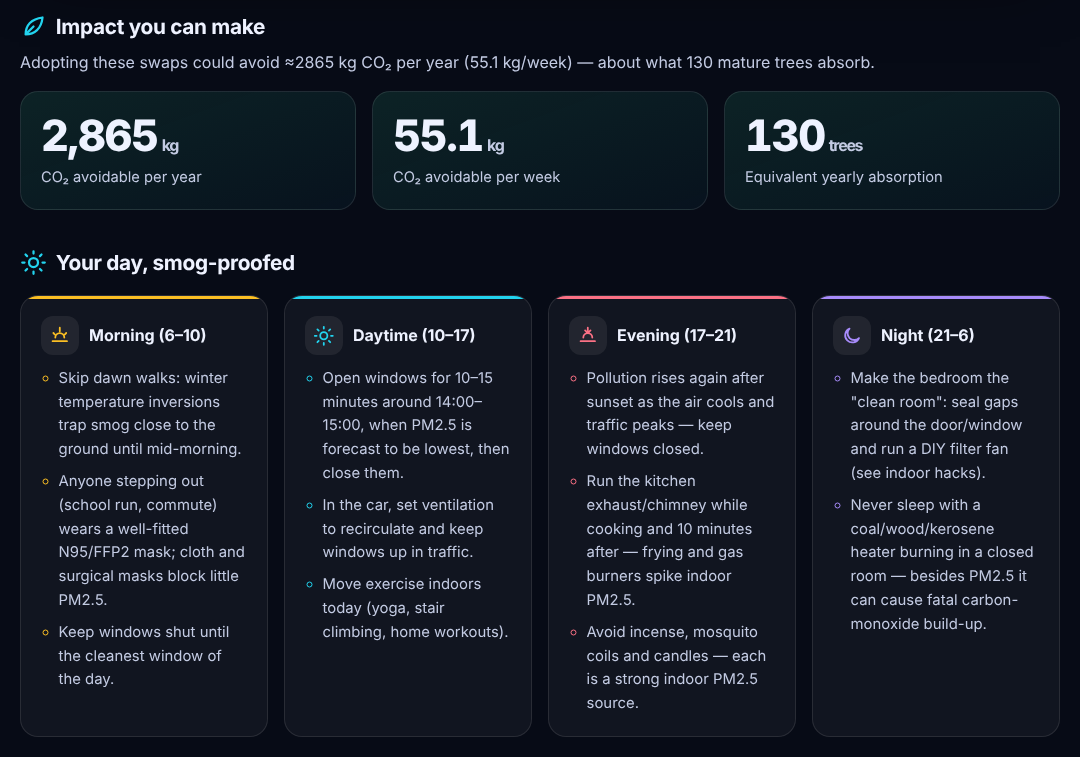 Impact you can make
Adopting these swaps could avoid ≈2865 kg CO₂ per year (55.1 kg/week) — about what 130 mature trees absorb.
2,865 kg
CO₂ avoidable per year
55.1 kg
CO₂ avoidable per week
130 trees
Equivalent yearly absorption
Your day, smog-proofed
Morning (6–10)
Skip dawn walks: winter
temperature inversions
trap smog close to the
ground until mid-morning.
Anyone stepping out
(school run, commute)
wears a well-fitted
N95/FFP2 mask; cloth and
surgical masks block little
PM2.5.
Keep windows shut until
the cleanest window of
the day.
Daytime (10–17)
Open windows for 10–15
minutes around 14:00–
15:00, when PM2.5 is
forecast to be lowest, then
close them.
In the car, set ventilation
to recirculate and keep
windows up in traffic.
Move exercise indoors
today (yoga, stair
climbing, home workouts).
Evening (17–21)
Pollution rises again after
sunset as the air cools and
traffic peaks — keep
windows closed.
Run the kitchen
exhaust/chimney while
cooking and 10 minutes
after — frying and gas
burners spike indoor
PM2.5.
Avoid incense, mosquito
coils and candles — each
is a strong indoor PM2.5
source.
Night (21–6)
Make the bedroom the
"clean room": seal gaps
around the door/window
and run a DIY filter fan
(see indoor hacks).
Never sleep with a
coal/wood/kerosene
heater burning in a closed
room — besides PM2.5 it
can cause fatal carbon-
monoxide build-up.